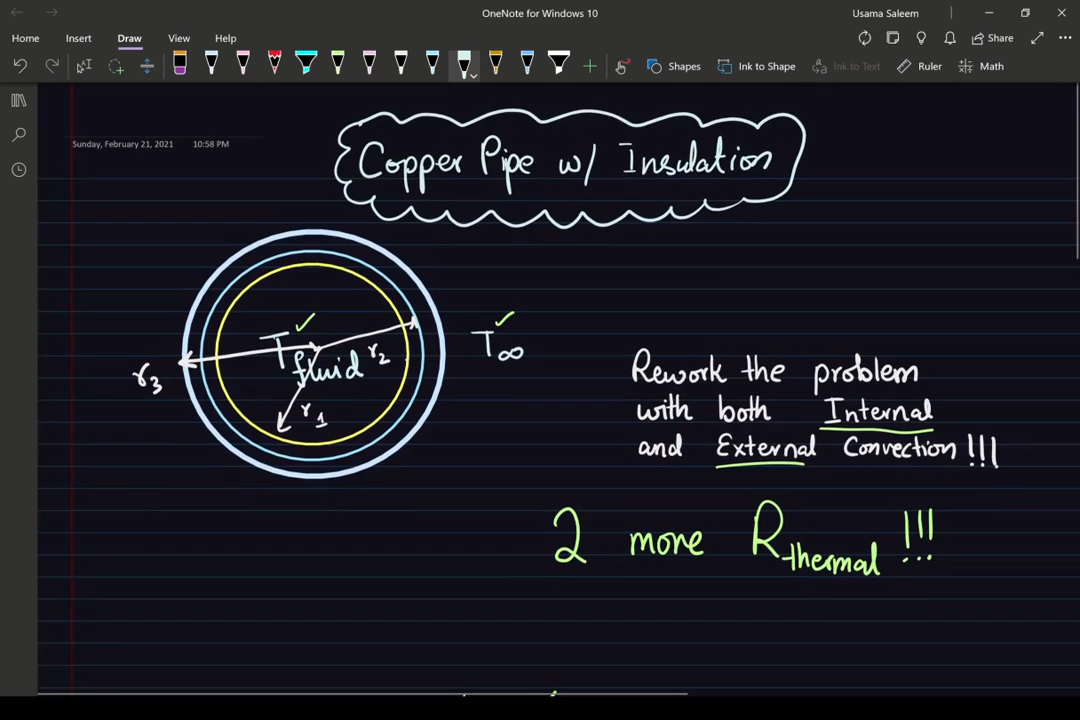 OneNote for Windows 10
Usama Saleem
Home Insert Draw View Help
Share
Shapes
Ink to Shape
Ink to Text
Ruler
Math
Sunday, February 21, 2021 10:58 PM
Copper Pipe w/ Insulation
T fluid
r1
r2
r3
T∞
Rework the problem
with both Internal
and External Convection !!!
2 more Rthermal !!!